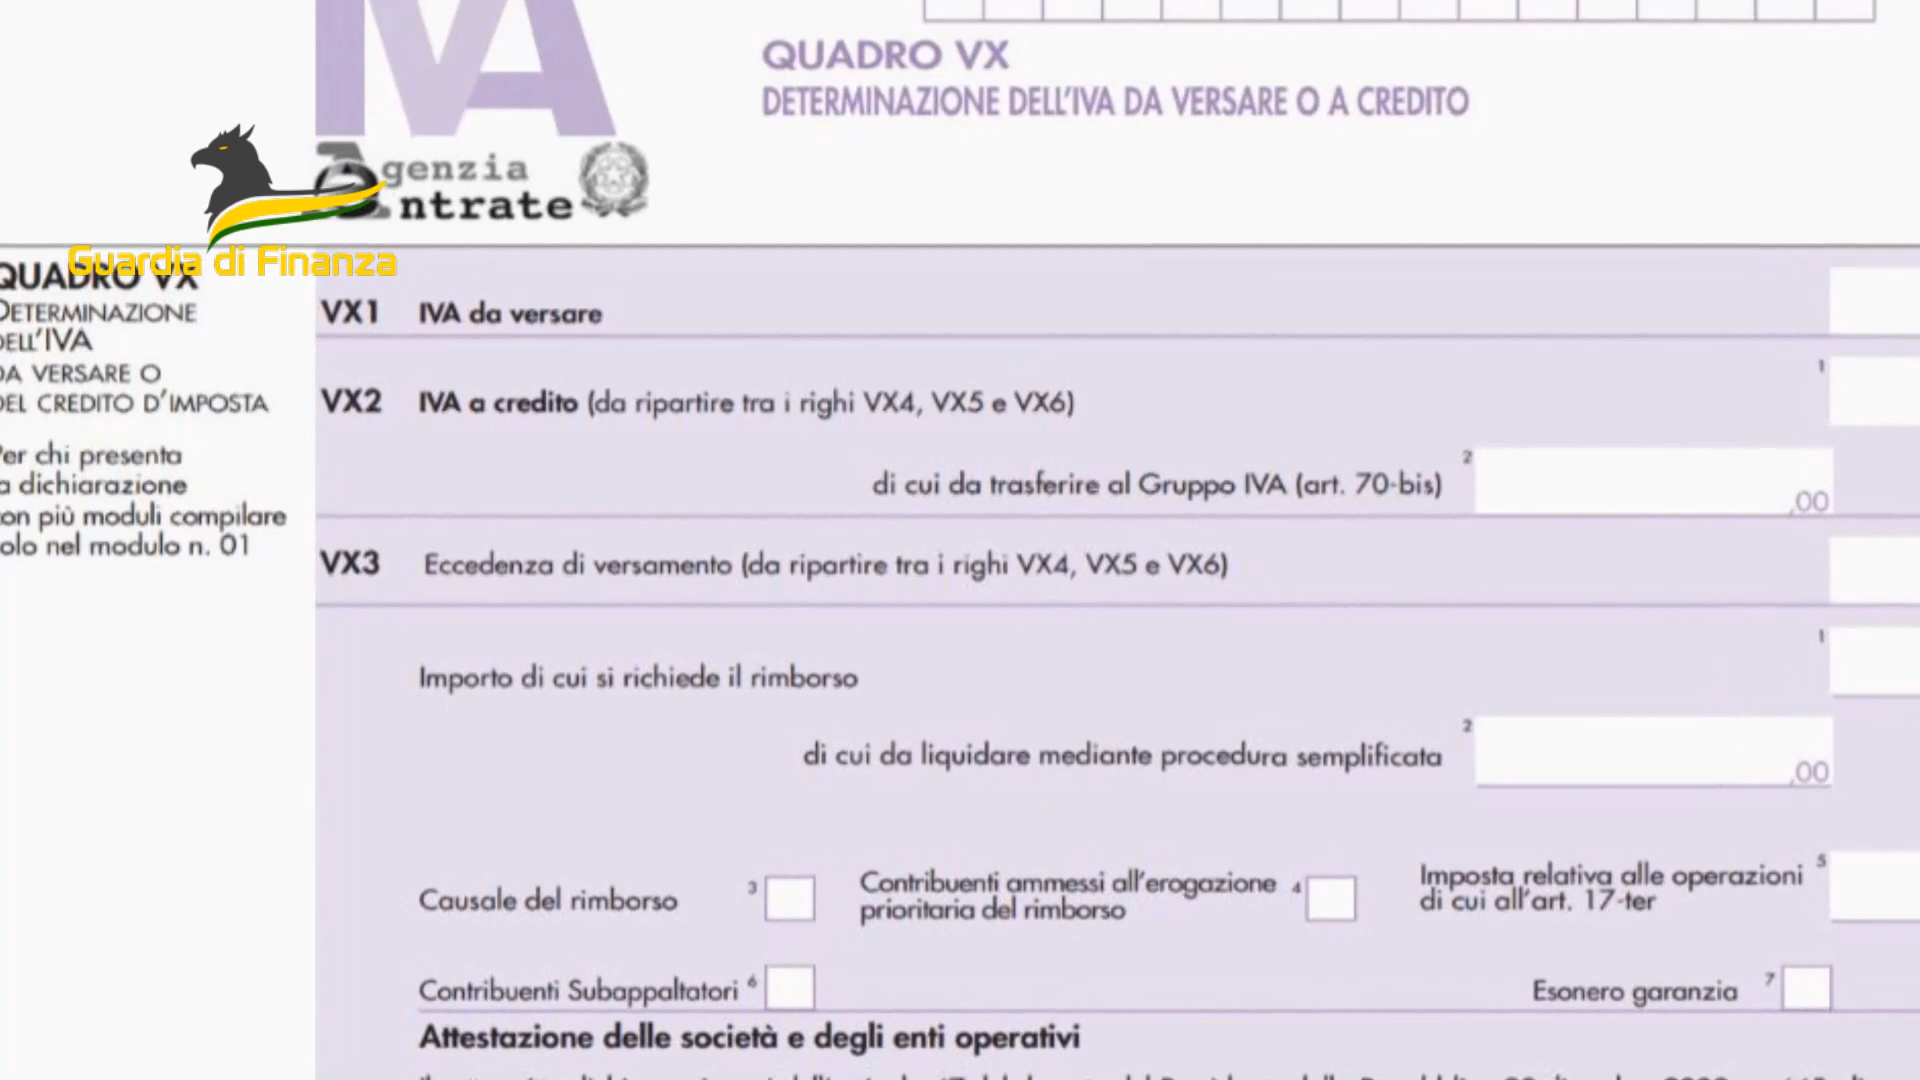 IVA
QUADRO VX
DETERMINAZIONE DELL'IVA DA VERSARE O A CREDITO
Agenzia
Entrate
Guardia di Finanza
QUADRO VX
DETERMINAZIONE
DELL'IVA
DA VERSARE O
DEL CREDITO D'IMPOSTA
Per chi presenta
la dichiarazione
con più moduli compilare
solo nel modulo n. 01
VX1 IVA da versare
1
VX2 IVA a credito (da ripartire tra i righi VX4, VX5 e VX6)
di cui da trasferire al Gruppo IVA (art. 70-bis) 2 ,00
VX3 Eccedenza di versamento (da ripartire tra i righi VX4, VX5 e VX6)
1
Importo di cui si richiede il rimborso
di cui da liquidare mediante procedura semplificata 2 ,00
Causale del rimborso 3
Contribuenti ammessi all'erogazione 4
prioritaria del rimborso
Imposta relativa alle operazioni 5
di cui all'art. 17-ter
Contribuenti Subappaltatori 6
Esonero garanzia 7
Attestazione delle società e degli enti operativi